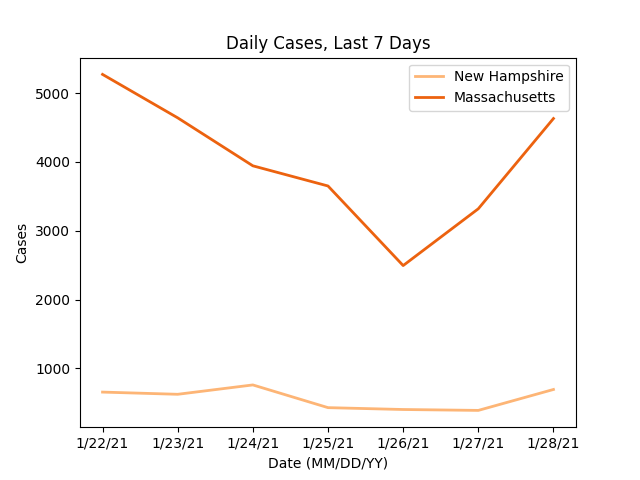 Daily Cases, Last 7 Days
New Hampshire
Massachusetts
5000
4000
3000
2000
1000
Cases
1/22/21 1/23/21 1/24/21 1/25/21 1/26/21 1/27/21 1/28/21
Date (MM/DD/YY)